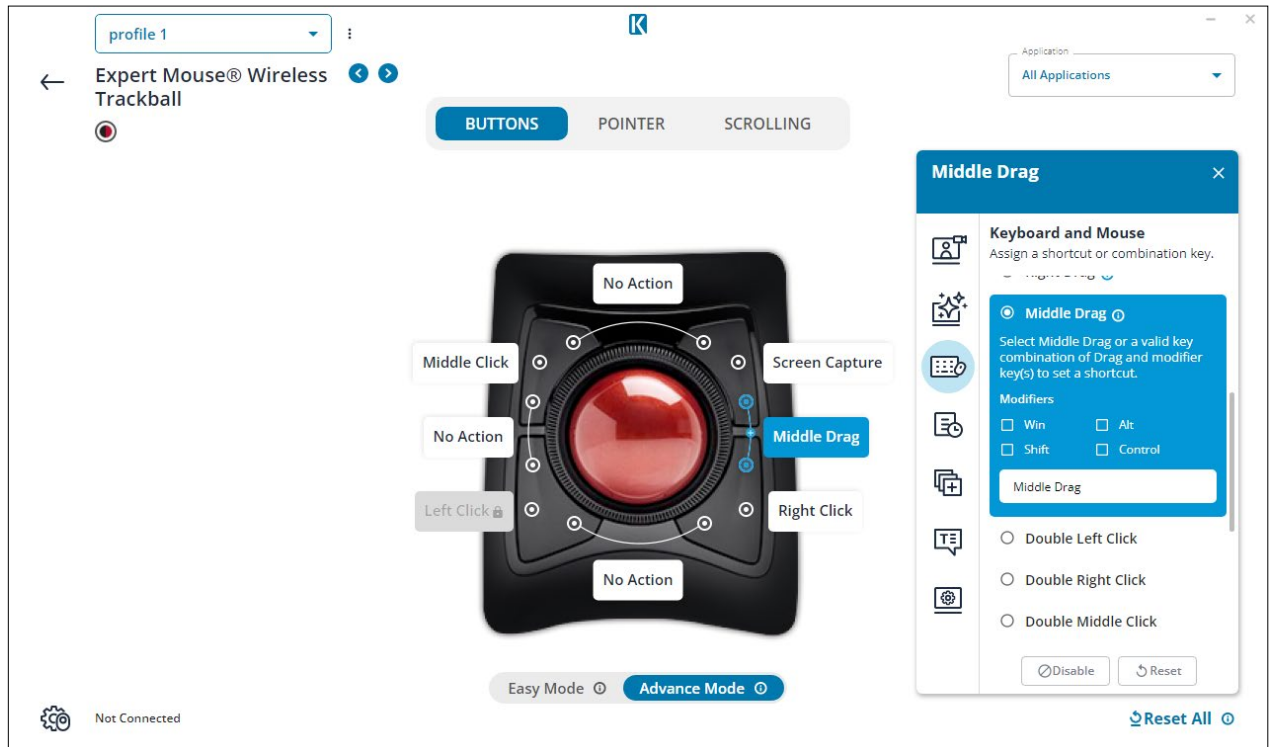 profile 1
Expert Mouse® Wireless
Trackball
Application
All Applications
BUTTONS
POINTER
SCROLLING
No Action
Middle Click
Screen Capture
No Action
Middle Drag
Left Click
Right Click
No Action
Easy Mode
Advance Mode
Middle Drag
Keyboard and Mouse
Assign a shortcut or combination key.
Right Drag
Middle Drag
Select Middle Drag or a valid key
combination of Drag and modifier
key(s) to set a shortcut.
Modifiers
Win
Alt
Shift
Control
Middle Drag
Double Left Click
Double Right Click
Double Middle Click
Disable
Reset
Not Connected
Reset All